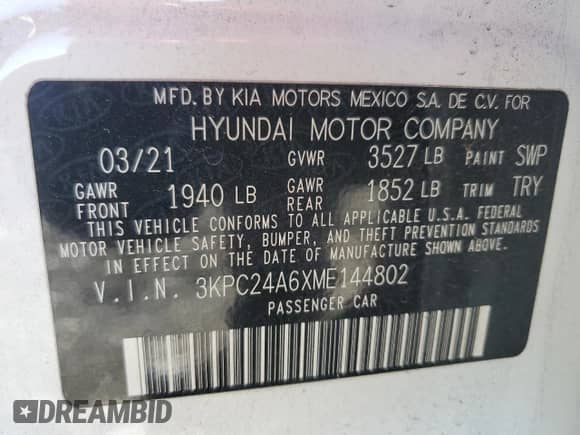 MFD. BY KIA MOTORS MEXICO S.A. DE C.V. FOR
HYUNDAI MOTOR COMPANY
03/21 GVWR 3527 LB PAINT SWP
GAWR FRONT 1940 LB GAWR REAR 1852 LB TRIM TRY
THIS VEHICLE CONFORMS TO ALL APPLICABLE U.S.A. FEDERAL
MOTOR VEHICLE SAFETY, BUMPER, AND THEFT PREVENTION STANDARDS
IN EFFECT ON THE DATE OF MANUFACTURE SHOWN ABOVE.
V.I.N. 3KPC24A6XME144802
PASSENGER CAR
DREAMBID